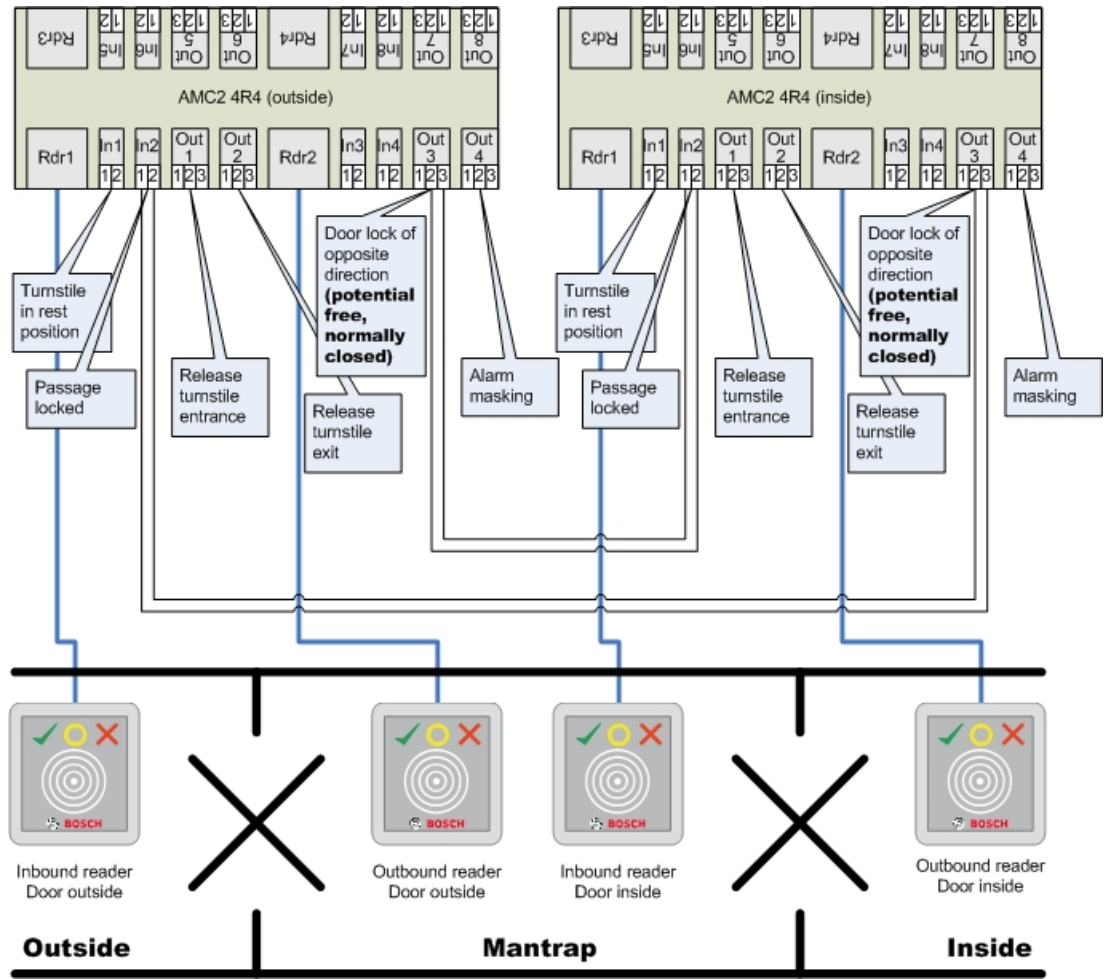 Rdr3
1 2
In5
1 2
In6
1 2 3
Out
5
1 2 3
Out
6
Rdr4
1 2
In7
1 2
In8
1 2 3
Out
7
1 2 3
Out
8
Rdr3
1 2
In5
1 2
In6
1 2 3
Out
5
1 2 3
Out
6
Rdr4
1 2
In7
1 2
In8
1 2 3
Out
7
1 2 3
Out
8
AMC2 4R4 (outside)
AMC2 4R4 (inside)
Rdr1
In1
1 2
In2
1 2
Out
1
1 2 3
Out
2
1 2 3
Rdr2
In3
1 2
In4
1 2
Out
3
1 2 3
Out
4
1 2 3
Rdr1
In1
1 2
In2
1 2
Out
1
1 2 3
Out
2
1 2 3
Rdr2
In3
1 2
In4
1 2
Out
3
1 2 3
Out
4
1 2 3
Turnstile
in rest
position
Passage
locked
Release
turnstile
entrance
Release
turnstile
exit
Door lock of
opposite
direction
(potential
free,
normally
closed)
Alarm
masking
Turnstile
in rest
position
Passage
locked
Release
turnstile
entrance
Release
turnstile
exit
Door lock of
opposite
direction
(potential
free,
normally
closed)
Alarm
masking
BOSCH
BOSCH
BOSCH
BOSCH
Inbound reader
Door outside
Outbound reader
Door outside
Inbound reader
Door inside
Outbound reader
Door inside
Outside
Mantrap
Inside